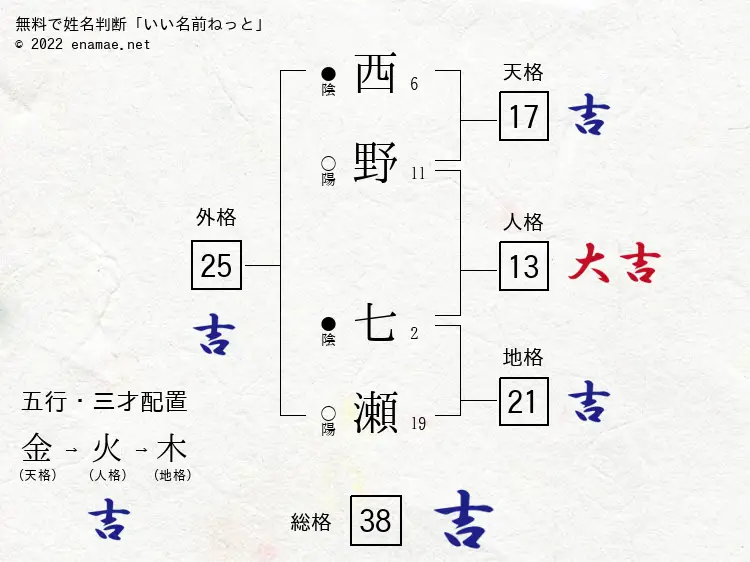 無料で姓名判断「いい名前ねっと」
© 2022 enamae.net
●陰 西 6
○陽 野 11
●陰 七 2
○陽 瀬 19
天格
17 吉
人格
13 大吉
地格
21 吉
外格
25
吉
五行・三才配置
金→火→木
(天格) (人格) (地格)
吉
総格 38 吉